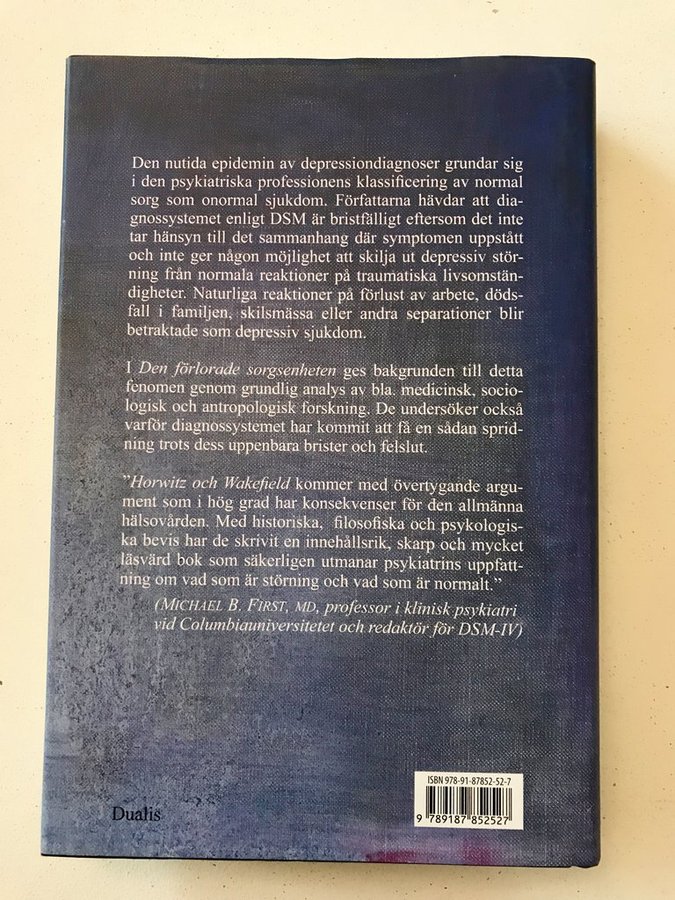 Den nutida epidemin av depressiondiagnoser grundar sig
i den psykiatriska professionens klassificering av normal
sorg som onormal sjukdom. Författarna hävdar att dia-
gnossystemet enligt DSM är bristfälligt eftersom det inte
tar hänsyn till det sammanhang där symptomen uppstått
och inte ger någon möjlighet att skilja ut depressiv stör-
ning från normala reaktioner på traumatiska livsomstän-
digheter. Naturliga reaktioner på förlust av arbete, döds-
fall i familjen, skilsmässa eller andra separationer blir
betraktade som depressiv sjukdom.
I Den förlorade sorgsenheten ges bakgrunden till detta
fenomen genom grundlig analys av bla. medicinsk, socio-
logisk och antropologisk forskning. De undersöker också
varför diagnossystemet har kommit att få en sådan sprid-
ning trots dess uppenbara brister och felslut.
”Horwitz och Wakefield kommer med övertygande argu-
ment som i hög grad har konsekvenser för den allmänna
hälsovården. Med historiska, filosofiska och psykologis-
ka bevis har de skrivit en innehållsrik, skarp och mycket
läsvärd bok som säkerligen utmanar psykiatrins uppfatt-
ning om vad som är störning och vad som är normalt.”
(MICHAEL B. FIRST, MD, professor i klinisk psykiatri
vid Columbiauniversitetet och redaktör för DSM-IV)
ISBN 978-91-87852-52-7
9 789187 852527
Dualis